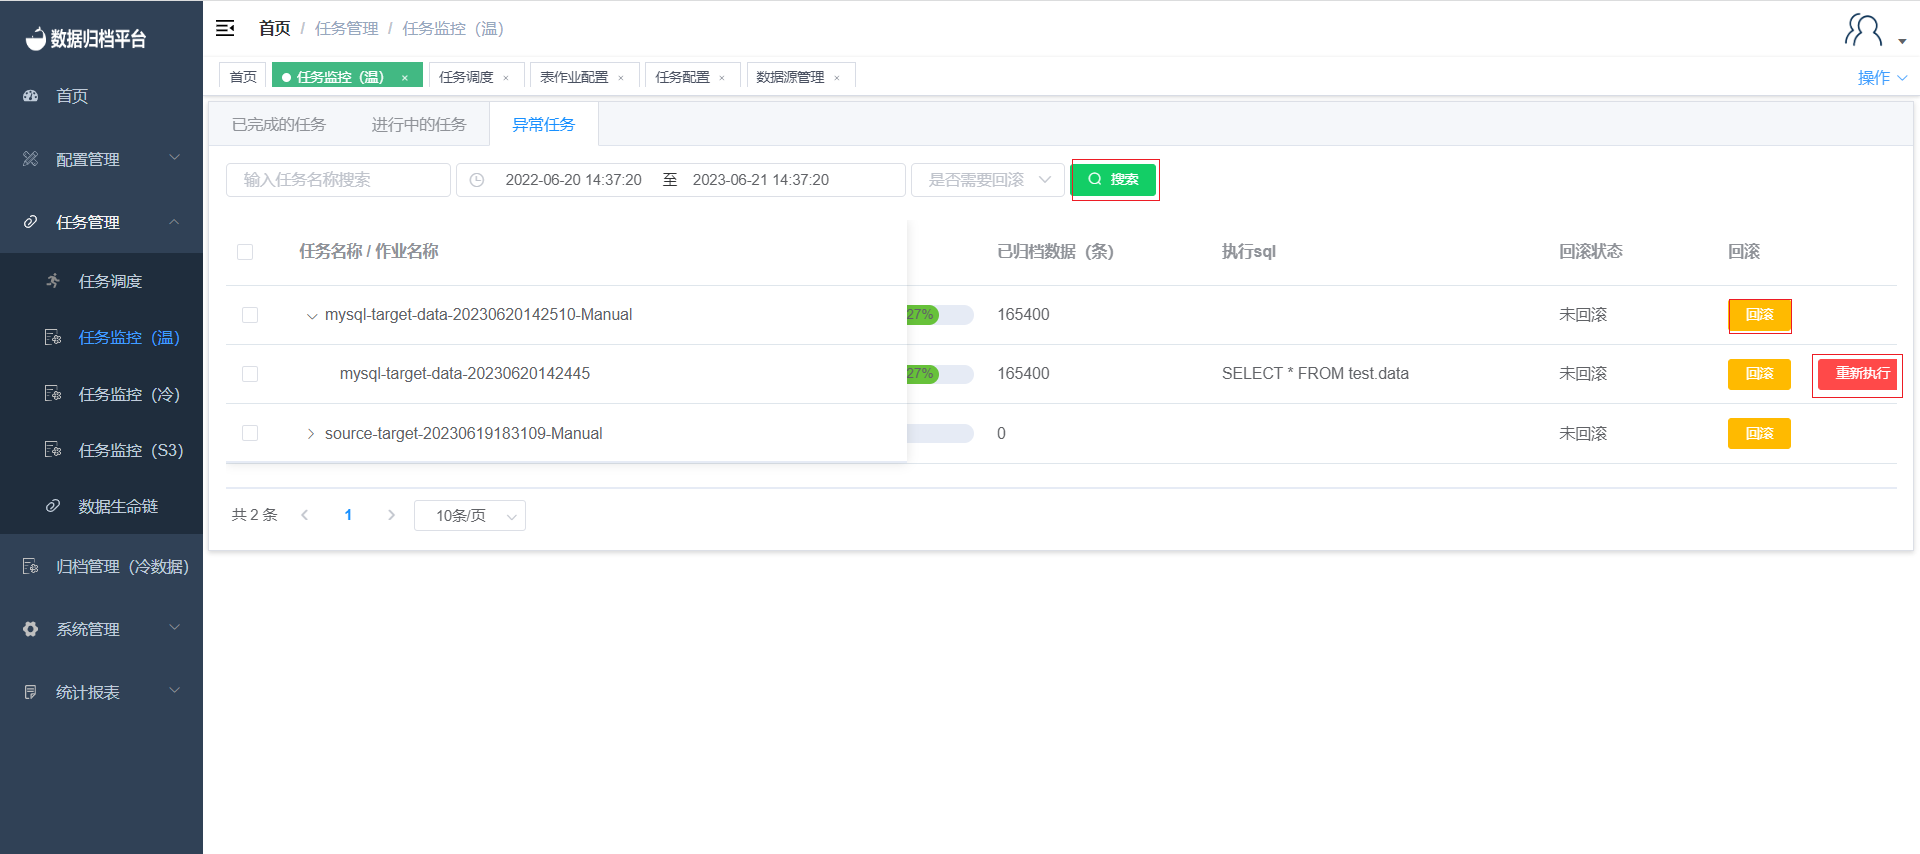 数据归档平台
首页
配置管理
任务管理
任务调度
任务监控（温）
任务监控（冷）
任务监控（S3）
数据生命链
归档管理（冷数据）
系统管理
统计报表
首页 / 任务管理 / 任务监控（温）
首页 任务监控（温） × 任务调度 × 表作业配置 × 任务配置 × 数据源管理 × 操作
已完成的任务 进行中的任务 异常任务
输入任务名称搜索 2022-06-20 14:37:20 至 2023-06-21 14:37:20 是否需要回滚 搜索
任务名称 / 作业名称 已归档数据（条） 执行sql 回滚状态 回滚
mysql-target-data-20230620142510-Manual 27% 165400 未回滚 回滚
mysql-target-data-20230620142445 27% 165400 SELECT * FROM test.data 未回滚 回滚 重新执行
source-target-20230619183109-Manual 0 未回滚 回滚
共 2 条 1 10条/页